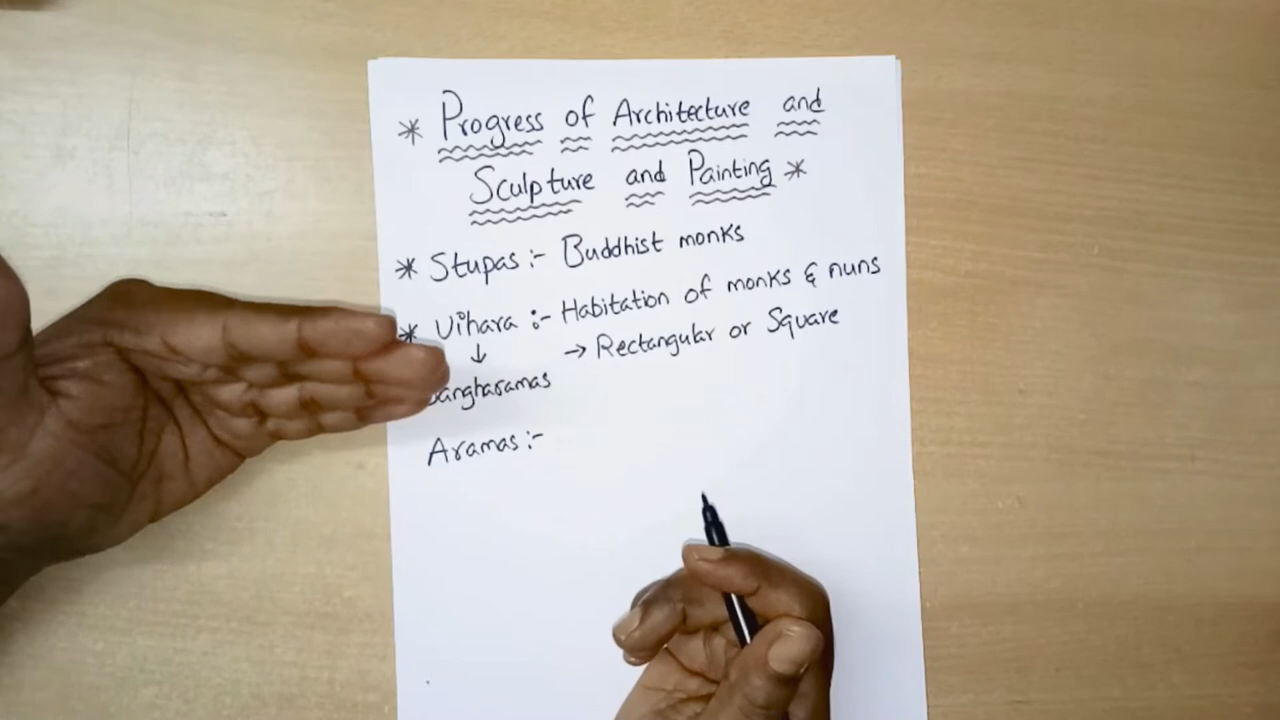 * Progress of Architecture and
Sculpture and Painting *
* Stupas :- Buddhist monks
* Vihara :- Habitation of monks & nuns
↓ → Rectangular or Square
Sangharamas
Aramas :-